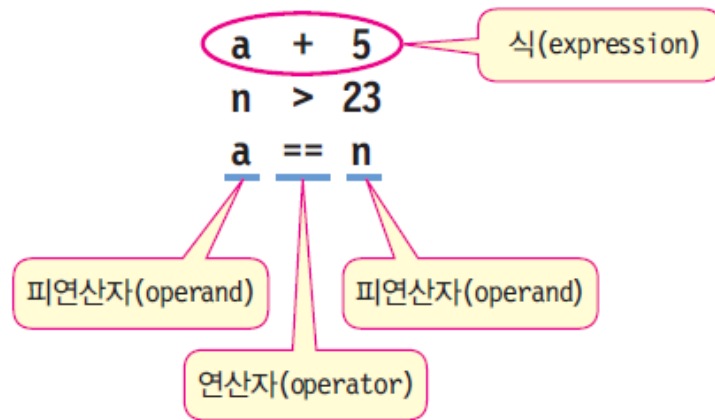 a + 5
식(expression)
n > 23
a == n
피연산자(operand)
피연산자(operand)
연산자(operator)